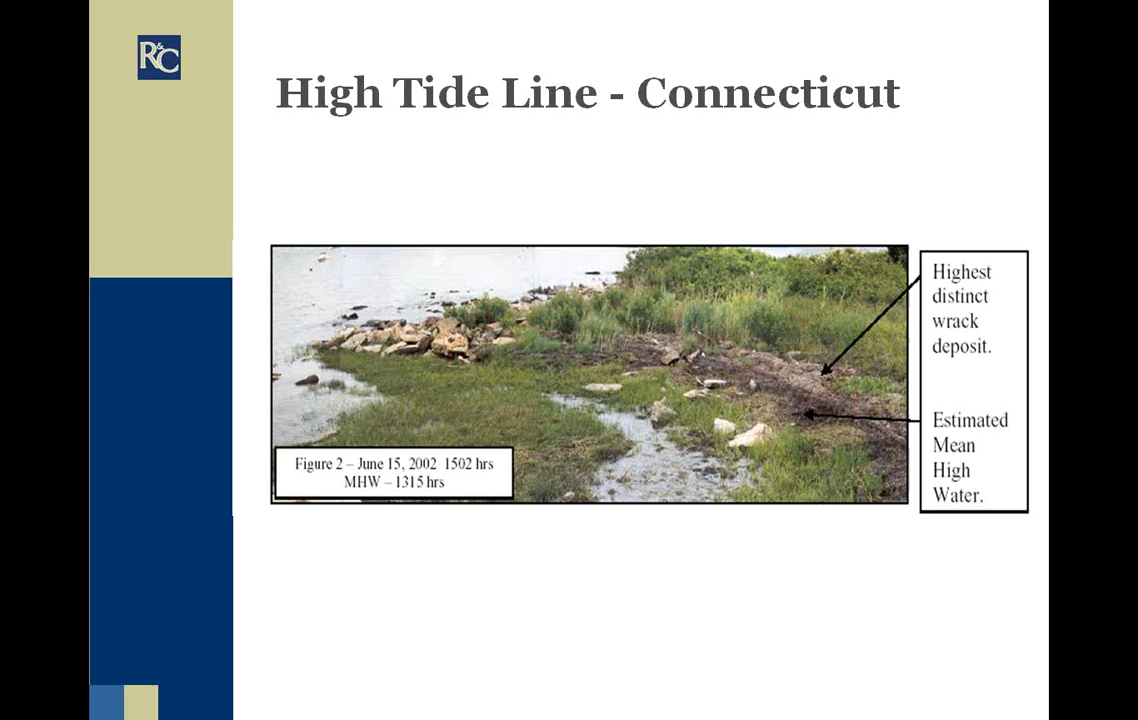 R&C
High Tide Line - Connecticut
Highest
distinct
wrack
deposit.
Estimated
Mean
High
Water.
Figure 2 – June 15, 2002  1502 hrs
MHW – 1315 hrs